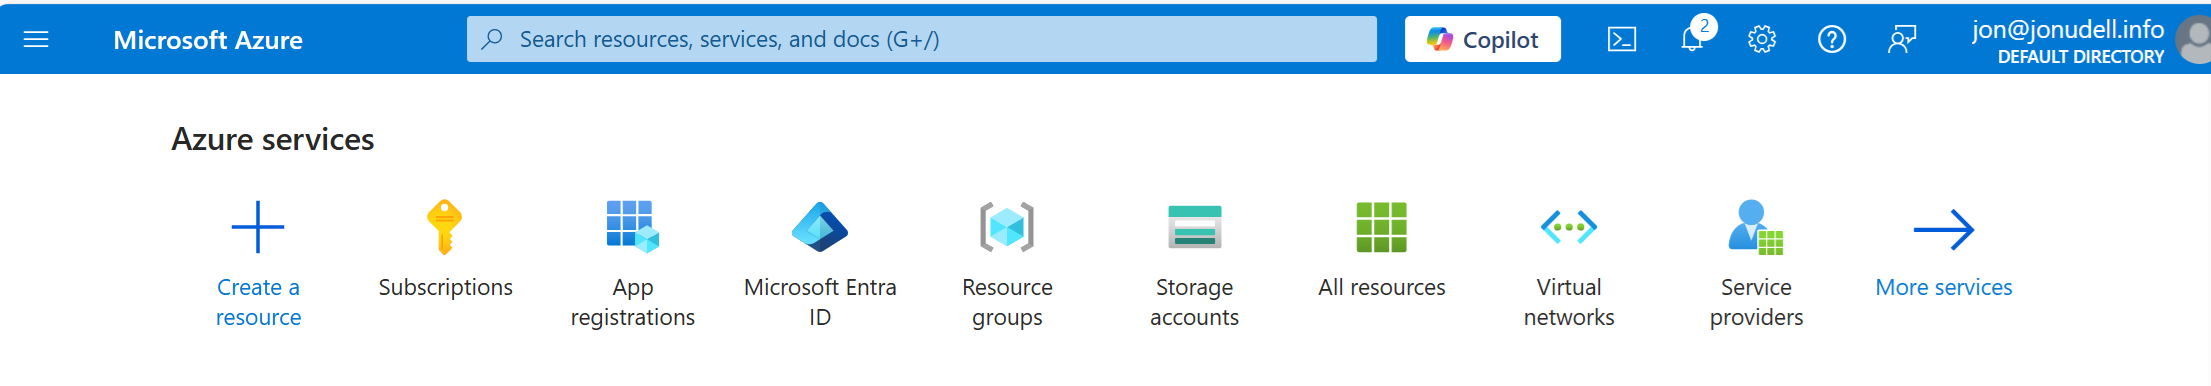 Microsoft Azure
Search resources, services, and docs (G+/)
Copilot
2
jon@jonudell.info
DEFAULT DIRECTORY
Azure services
Create a
resource
Subscriptions
App
registrations
Microsoft Entra
ID
Resource
groups
Storage
accounts
All resources
Virtual
networks
Service
providers
More services